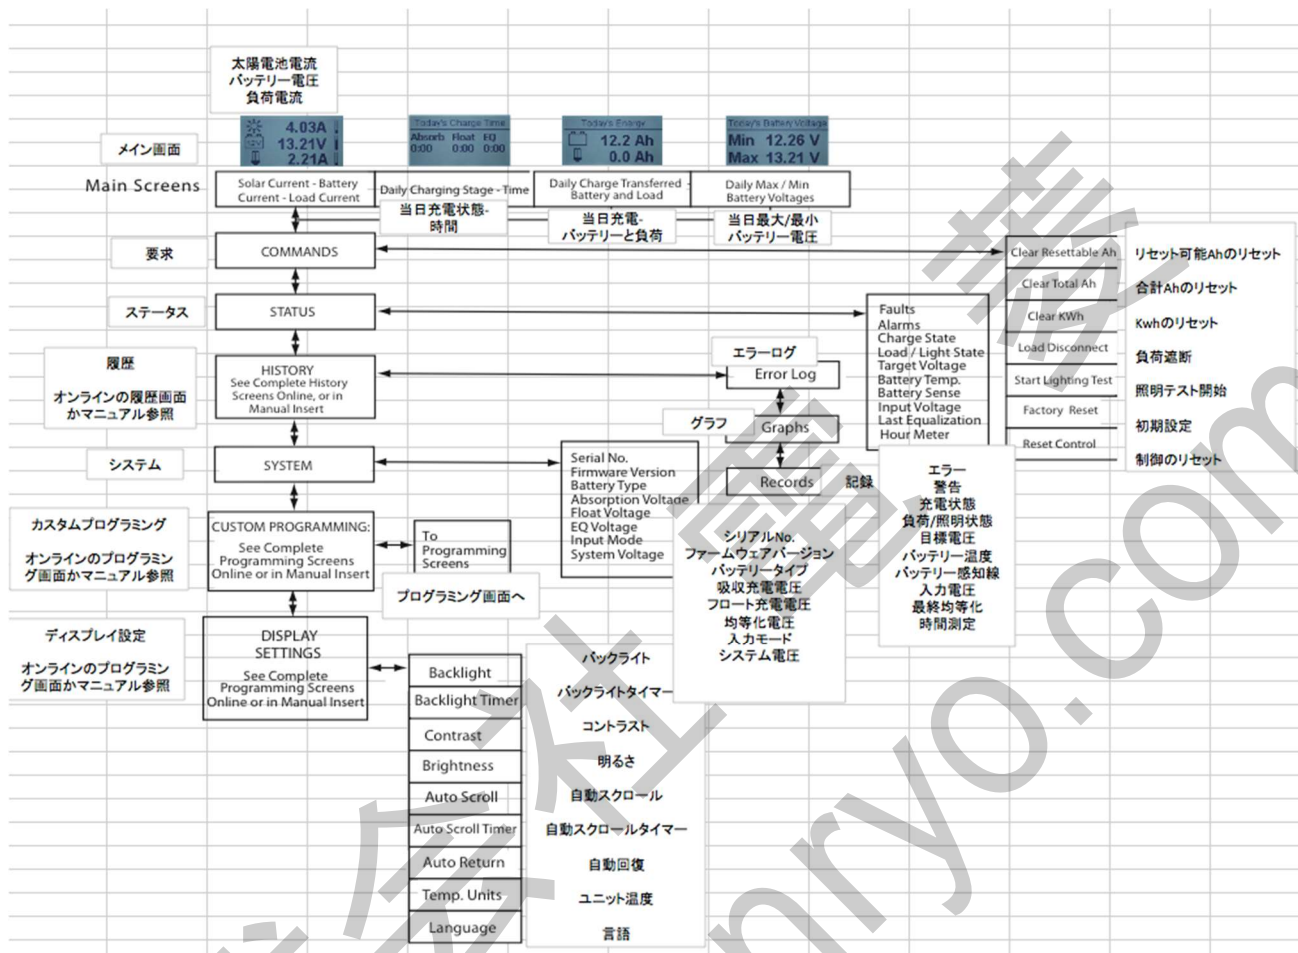 太陽電池電流
バッテリー電圧
負荷電流
4.03A
12V
13.21V
2.21A
Today's Charge Time
Absorb Float EQ
0:00 0:00 0:00
Today's Energy
12.2 Ah
0.0 Ah
Today's Battery Voltage
Min 12.26 V
Max 13.21 V
メイン画面
Main Screens
Solar Current - Battery
Current - Load Current
Daily Charging Stage - Time
Daily Charge Transferred -
Battery and Load
Daily Max / Min
Battery Voltages
当日充電状態-
時間
当日充電-
バッテリーと負荷
当日最大/最小
バッテリー電圧
要求
COMMANDS
Clear Resettable Ah
Clear Total Ah
Clear KWh
Load Disconnect
Start Lighting Test
Factory Reset
Reset Control
リセット可能Ahのリセット
合計Ahのリセット
Kwhのリセット
負荷遮断
照明テスト開始
初期設定
制御のリセット
ステータス
STATUS
Faults
Alarms
Charge State
Load / Light State
Target Voltage
Battery Temp.
Battery Sense
Input Voltage
Last Equalization
Hour Meter
エラー
警告
充電状態
負荷/照明状態
目標電圧
バッテリー温度
バッテリー感知線
入力電圧
最終均等化
時間測定
履歴
オンラインの履歴画面
かマニュアル参照
HISTORY
See Complete History
Screens Online, or in
Manual Insert
エラーログ
Error Log
グラフ
Graphs
Records
記録
システム
SYSTEM
Serial No.
Firmware Version
Battery Type
Absorption Voltage
Float Voltage
EQ Voltage
Input Mode
System Voltage
シリアルNo.
ファームウェアバージョン
バッテリータイプ
吸収充電電圧
フロート充電電圧
均等化電圧
入力モード
システム電圧
カスタムプログラミング
オンラインのプログラミン
グ画面かマニュアル参照
CUSTOM PROGRAMMING:
See Complete
Programming Screens
Online or in Manual Insert
To
Programming
Screens
プログラミング画面へ
ディスプレイ設定
オンラインのプログラミン
グ画面かマニュアル参照
DISPLAY
SETTINGS
See Complete
Programming Screens
Online or in Manual Insert
Backlight
Backlight Timer
Contrast
Brightness
Auto Scroll
Auto Scroll Timer
Auto Return
Temp. Units
Language
バックライト
バックライトタイマー
コントラスト
明るさ
自動スクロール
自動スクロールタイマー
自動回復
ユニット温度
言語
会社 電菱
nryo.com